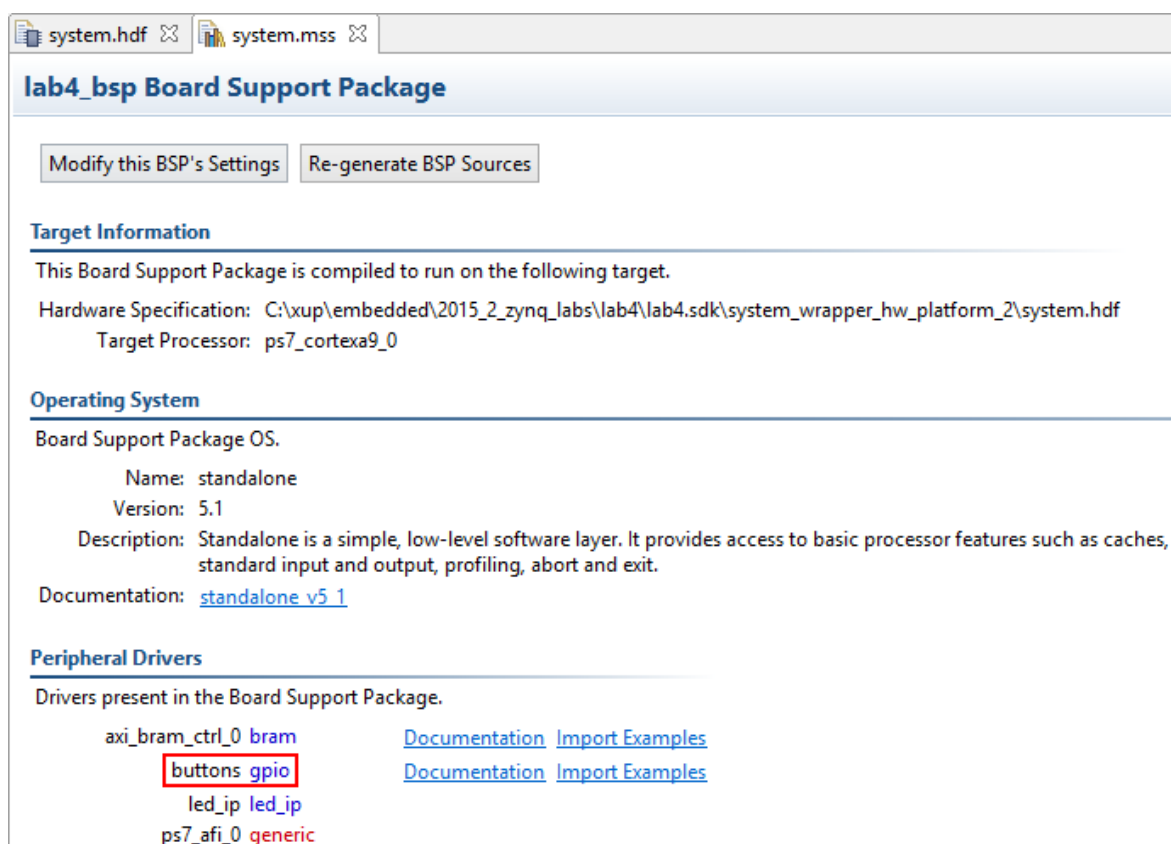 system.hdf system.mss
lab4_bsp Board Support Package
Modify this BSP's Settings Re-generate BSP Sources
Target Information
This Board Support Package is compiled to run on the following target.
Hardware Specification: C:\xup\embedded\2015_2_zynq_labs\lab4\lab4.sdk\system_wrapper_hw_platform_2\system.hdf
Target Processor: ps7_cortexa9_0
Operating System
Board Support Package OS.
Name: standalone
Version: 5.1
Description: Standalone is a simple, low-level software layer. It provides access to basic processor features such as caches,
standard input and output, profiling, abort and exit.
Documentation: standalone_v5_1
Peripheral Drivers
Drivers present in the Board Support Package.
axi_bram_ctrl_0 bram Documentation Import Examples
buttons gpio Documentation Import Examples
led_ip led_ip
ps7_afi_0 generic